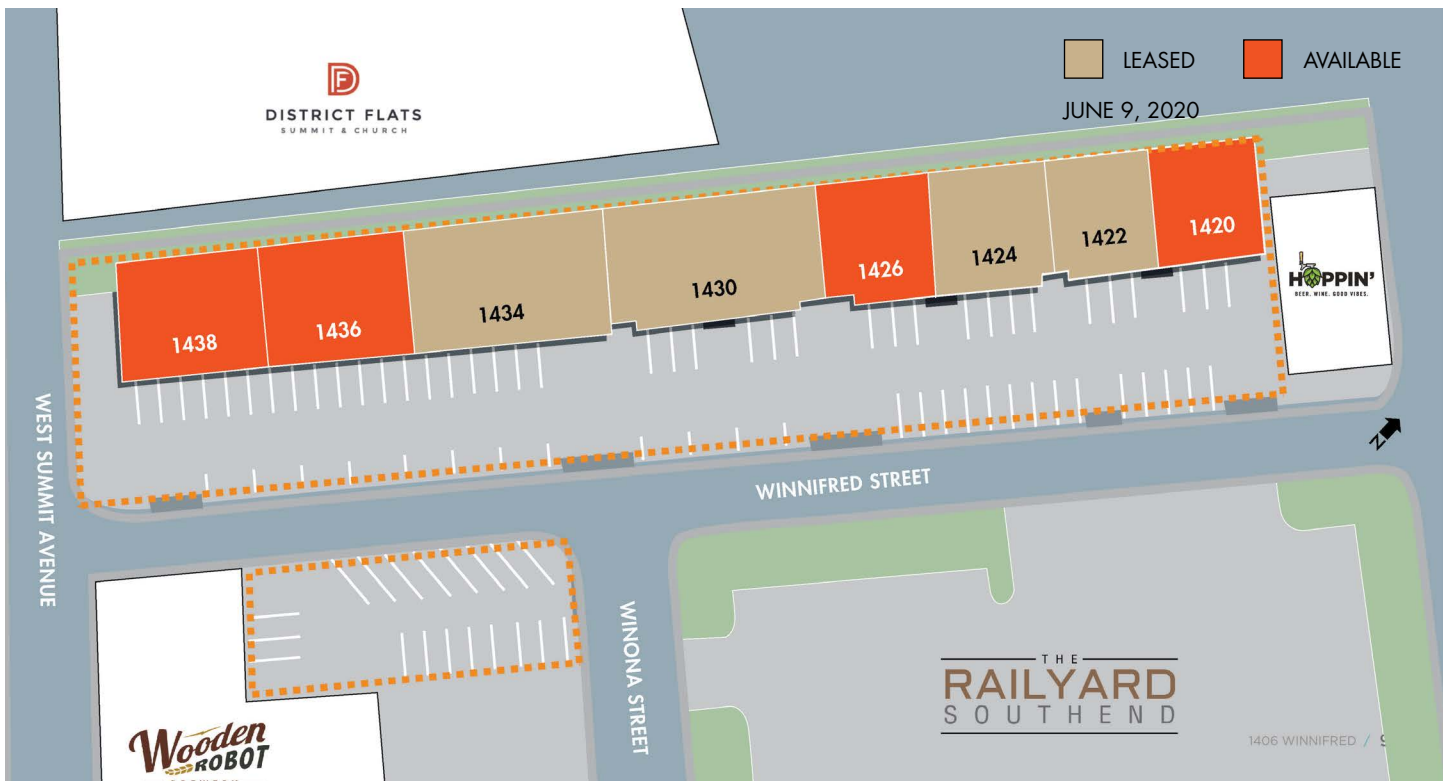 LEASED
AVAILABLE
JUNE 9, 2020
DF
DISTRICT FLATS
SUMMIT & CHURCH
1438
1436
1434
1430
1426
1424
1422
1420
HOPPIN'
BEER. WINE. GOOD VIBES.
N
WEST SUMMIT AVENUE
WINNIFRED STREET
WINONA STREET
THE
RAILYARD
SOUTHEND
Wooden
ROBOT
1406 WINNIFRED /